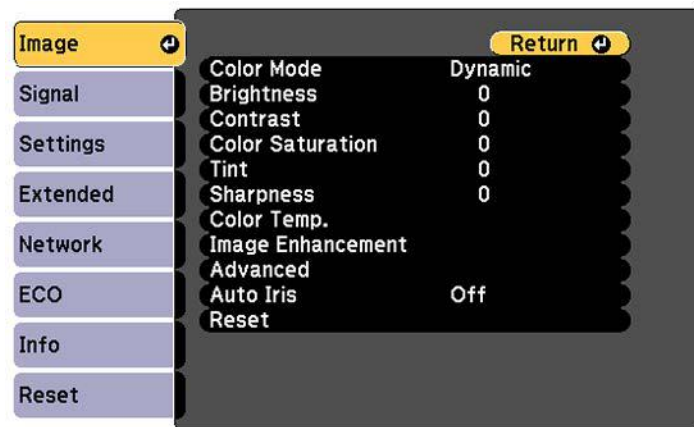 Image
Signal
Settings
Extended
Network
ECO
Info
Reset
Return
Color Mode Dynamic
Brightness 0
Contrast 0
Color Saturation 0
Tint 0
Sharpness 0
Color Temp.
Image Enhancement
Advanced
Auto Iris Off
Reset